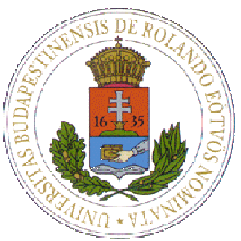 UNIVERSITAS BUDAPESTINENSIS DE ROLANDO EÖTVÖS NOMINATA
16 35